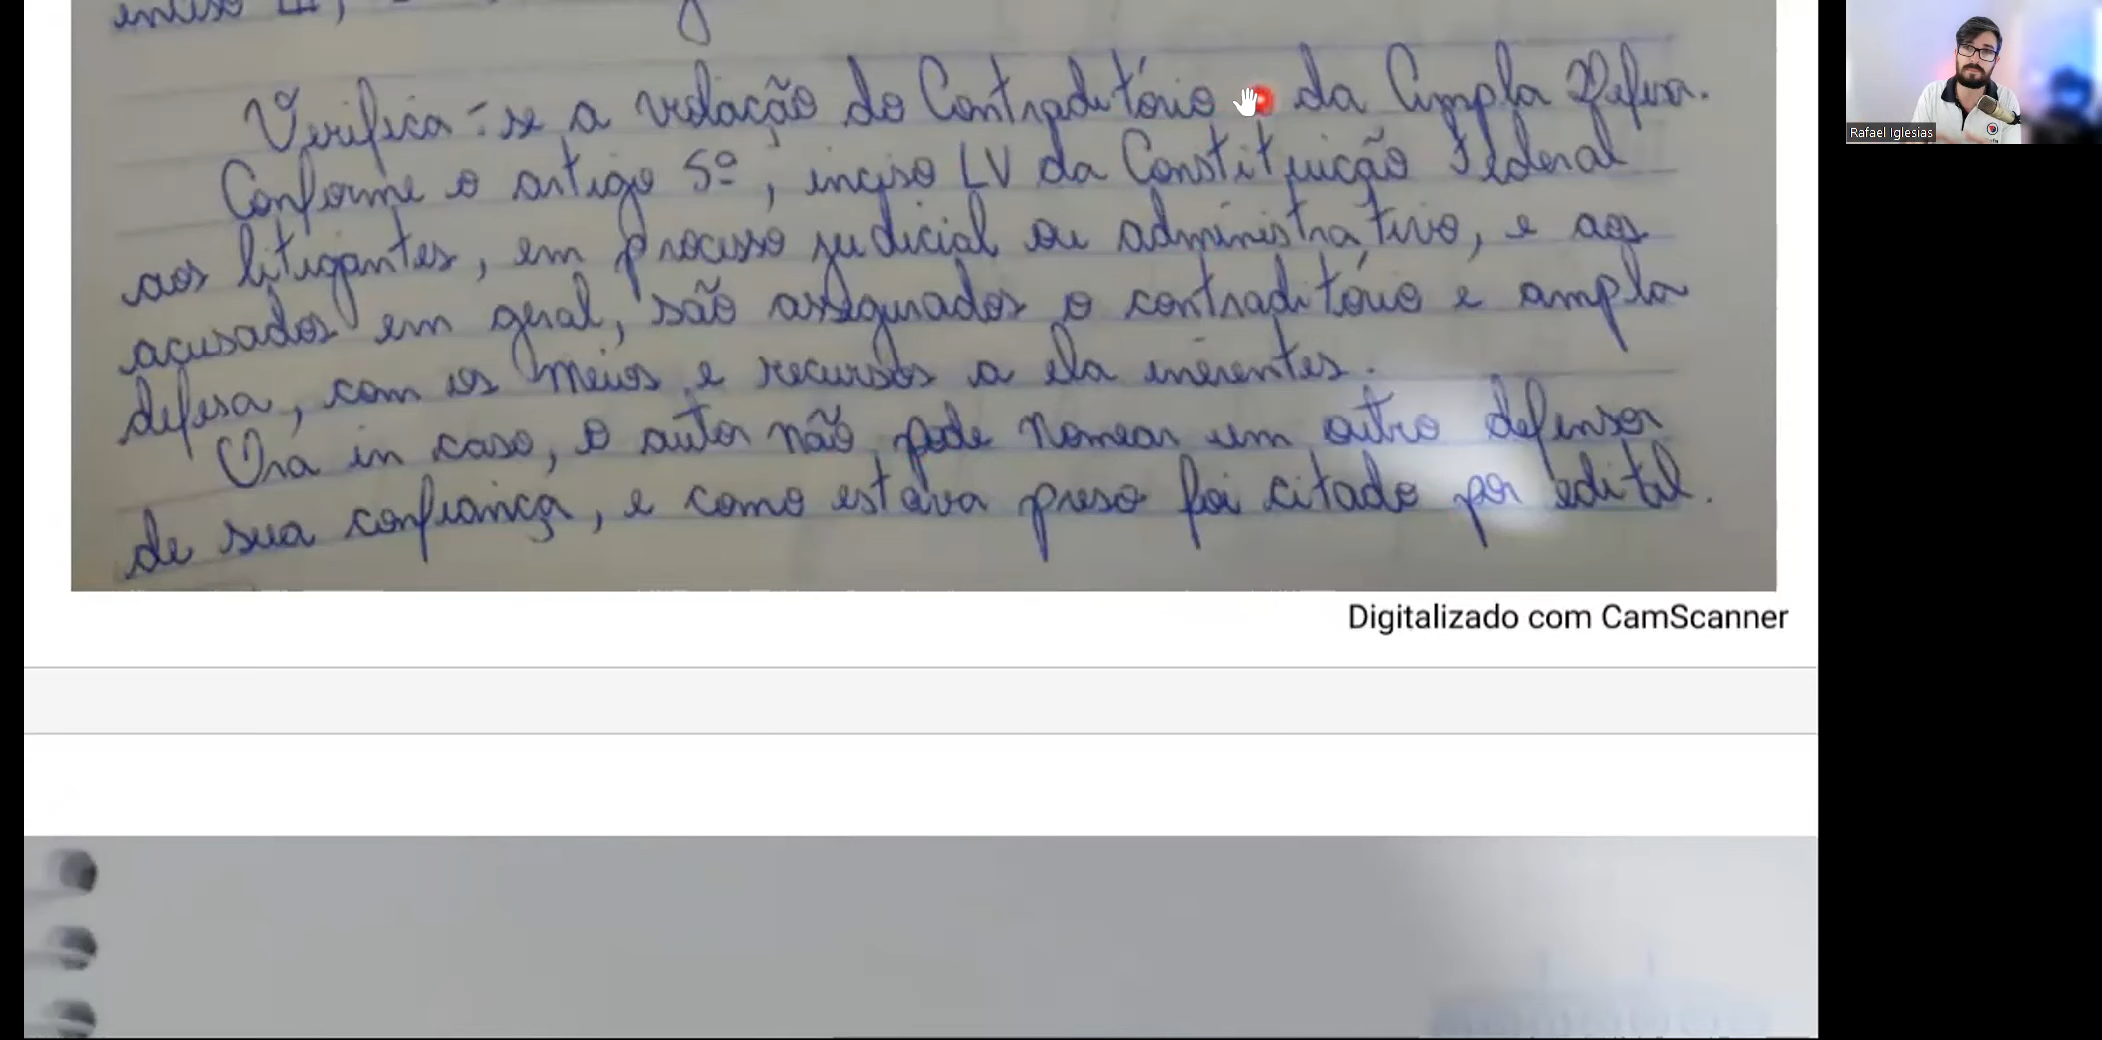 inciso III,
Verifica-se a violação do Contraditório da Ampla Defesa.
Conforme o artigo 5º, inciso LV da Constituição Federal
aos litigantes, em processo judicial ou administrativo, e aos
acusados em geral, são assegurados o contraditório e ampla
defesa, com os meios e recursos a ela inerentes.
Ora in caso, o autor não pode nomear um outro defensor
de sua confiança, e como estava preso foi citado por edital.
Digitalizado com CamScanner
Rafael Iglesias